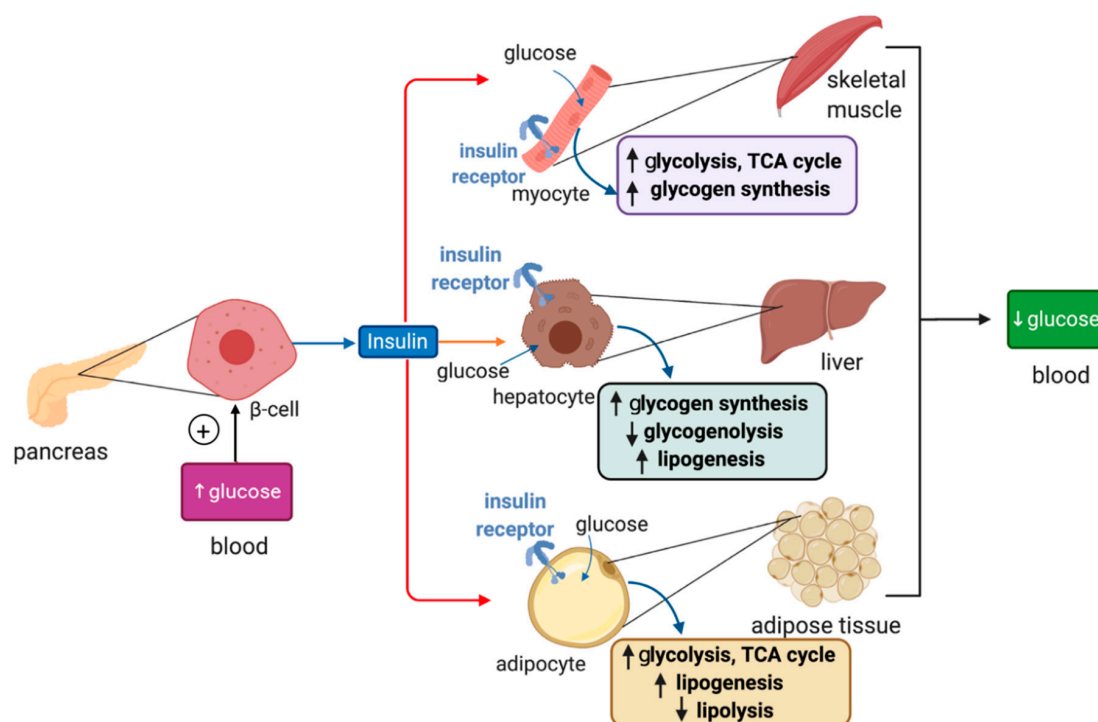 glucose
skeletal
muscle
insulin
receptor
myocyte
↑ glycolysis, TCA cycle
↑ glycogen synthesis
insulin
receptor
glucose
hepatocyte
liver
↑ glycogen synthesis
↓ glycogenolysis
↑ lipogenesis
Insulin
β-cell
pancreas
+
↑ glucose
blood
↓ glucose
blood
insulin
receptor
glucose
adipocyte
adipose tissue
↑ glycolysis, TCA cycle
↑ lipogenesis
↓ lipolysis